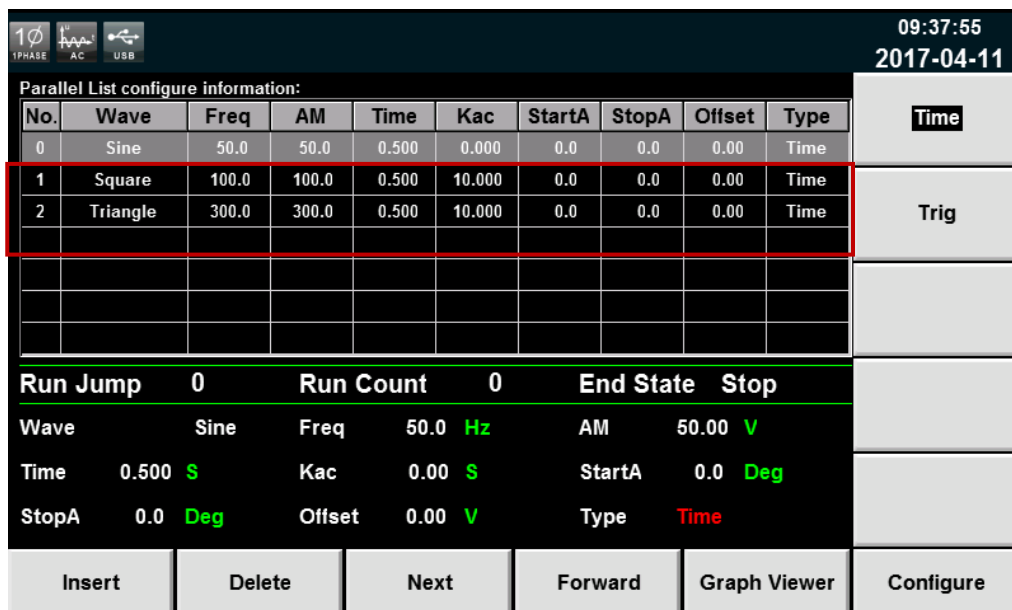 1Ø
1PHASE
u
t
AC
USB
09:37:55
2017-04-11
Parallel List configure information:
No. Wave Freq AM Time Kac StartA StopA Offset Type
0 Sine 50.0 50.0 0.500 0.000 0.0 0.0 0.00 Time
1 Square 100.0 100.0 0.500 10.000 0.0 0.0 0.00 Time
2 Triangle 300.0 300.0 0.500 10.000 0.0 0.0 0.00 Time
Time
Trig
Run Jump 0 Run Count 0 End State Stop
Wave Sine Freq 50.0 Hz AM 50.00 V
Time 0.500 S Kac 0.00 S StartA 0.0 Deg
StopA 0.0 Deg Offset 0.00 V Type Time
Insert Delete Next Forward Graph Viewer Configure